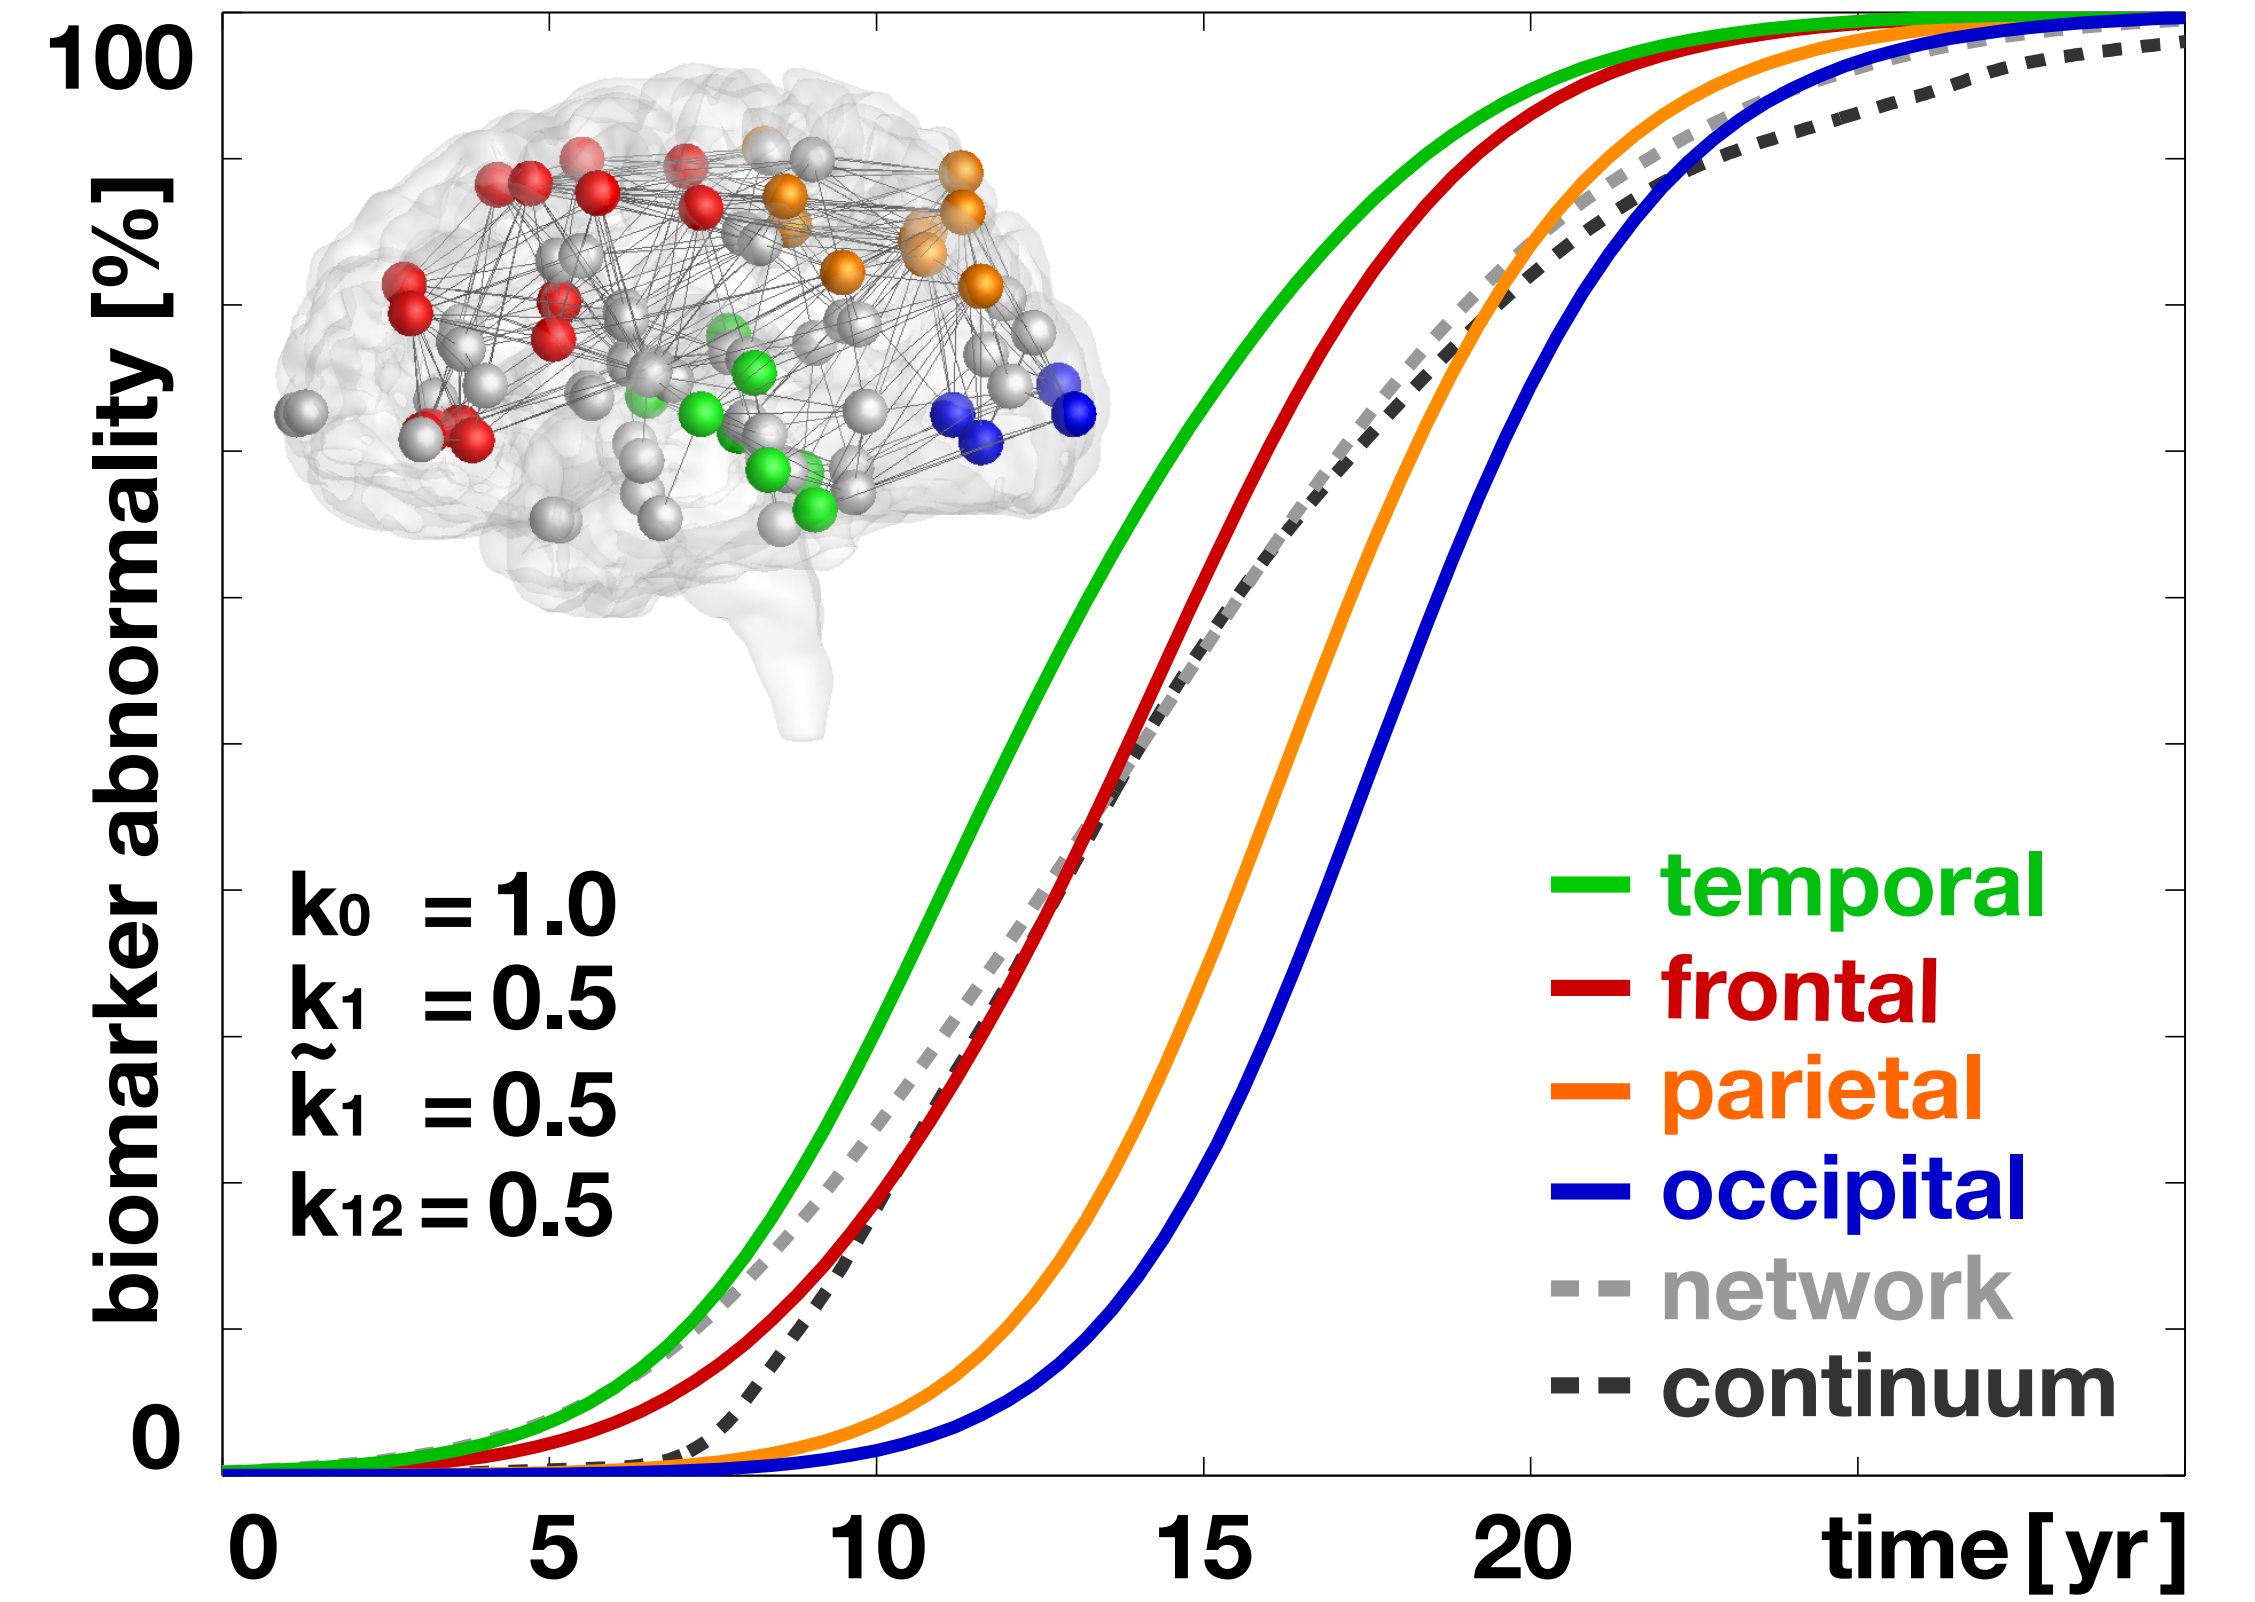 100
biomarker abnormality [%]
k0 = 1.0
k1 = 0.5
k̃1 = 0.5
k12 = 0.5
temporal
frontal
parietal
occipital
network
continuum
0
0 5 10 15 20 time [yr]